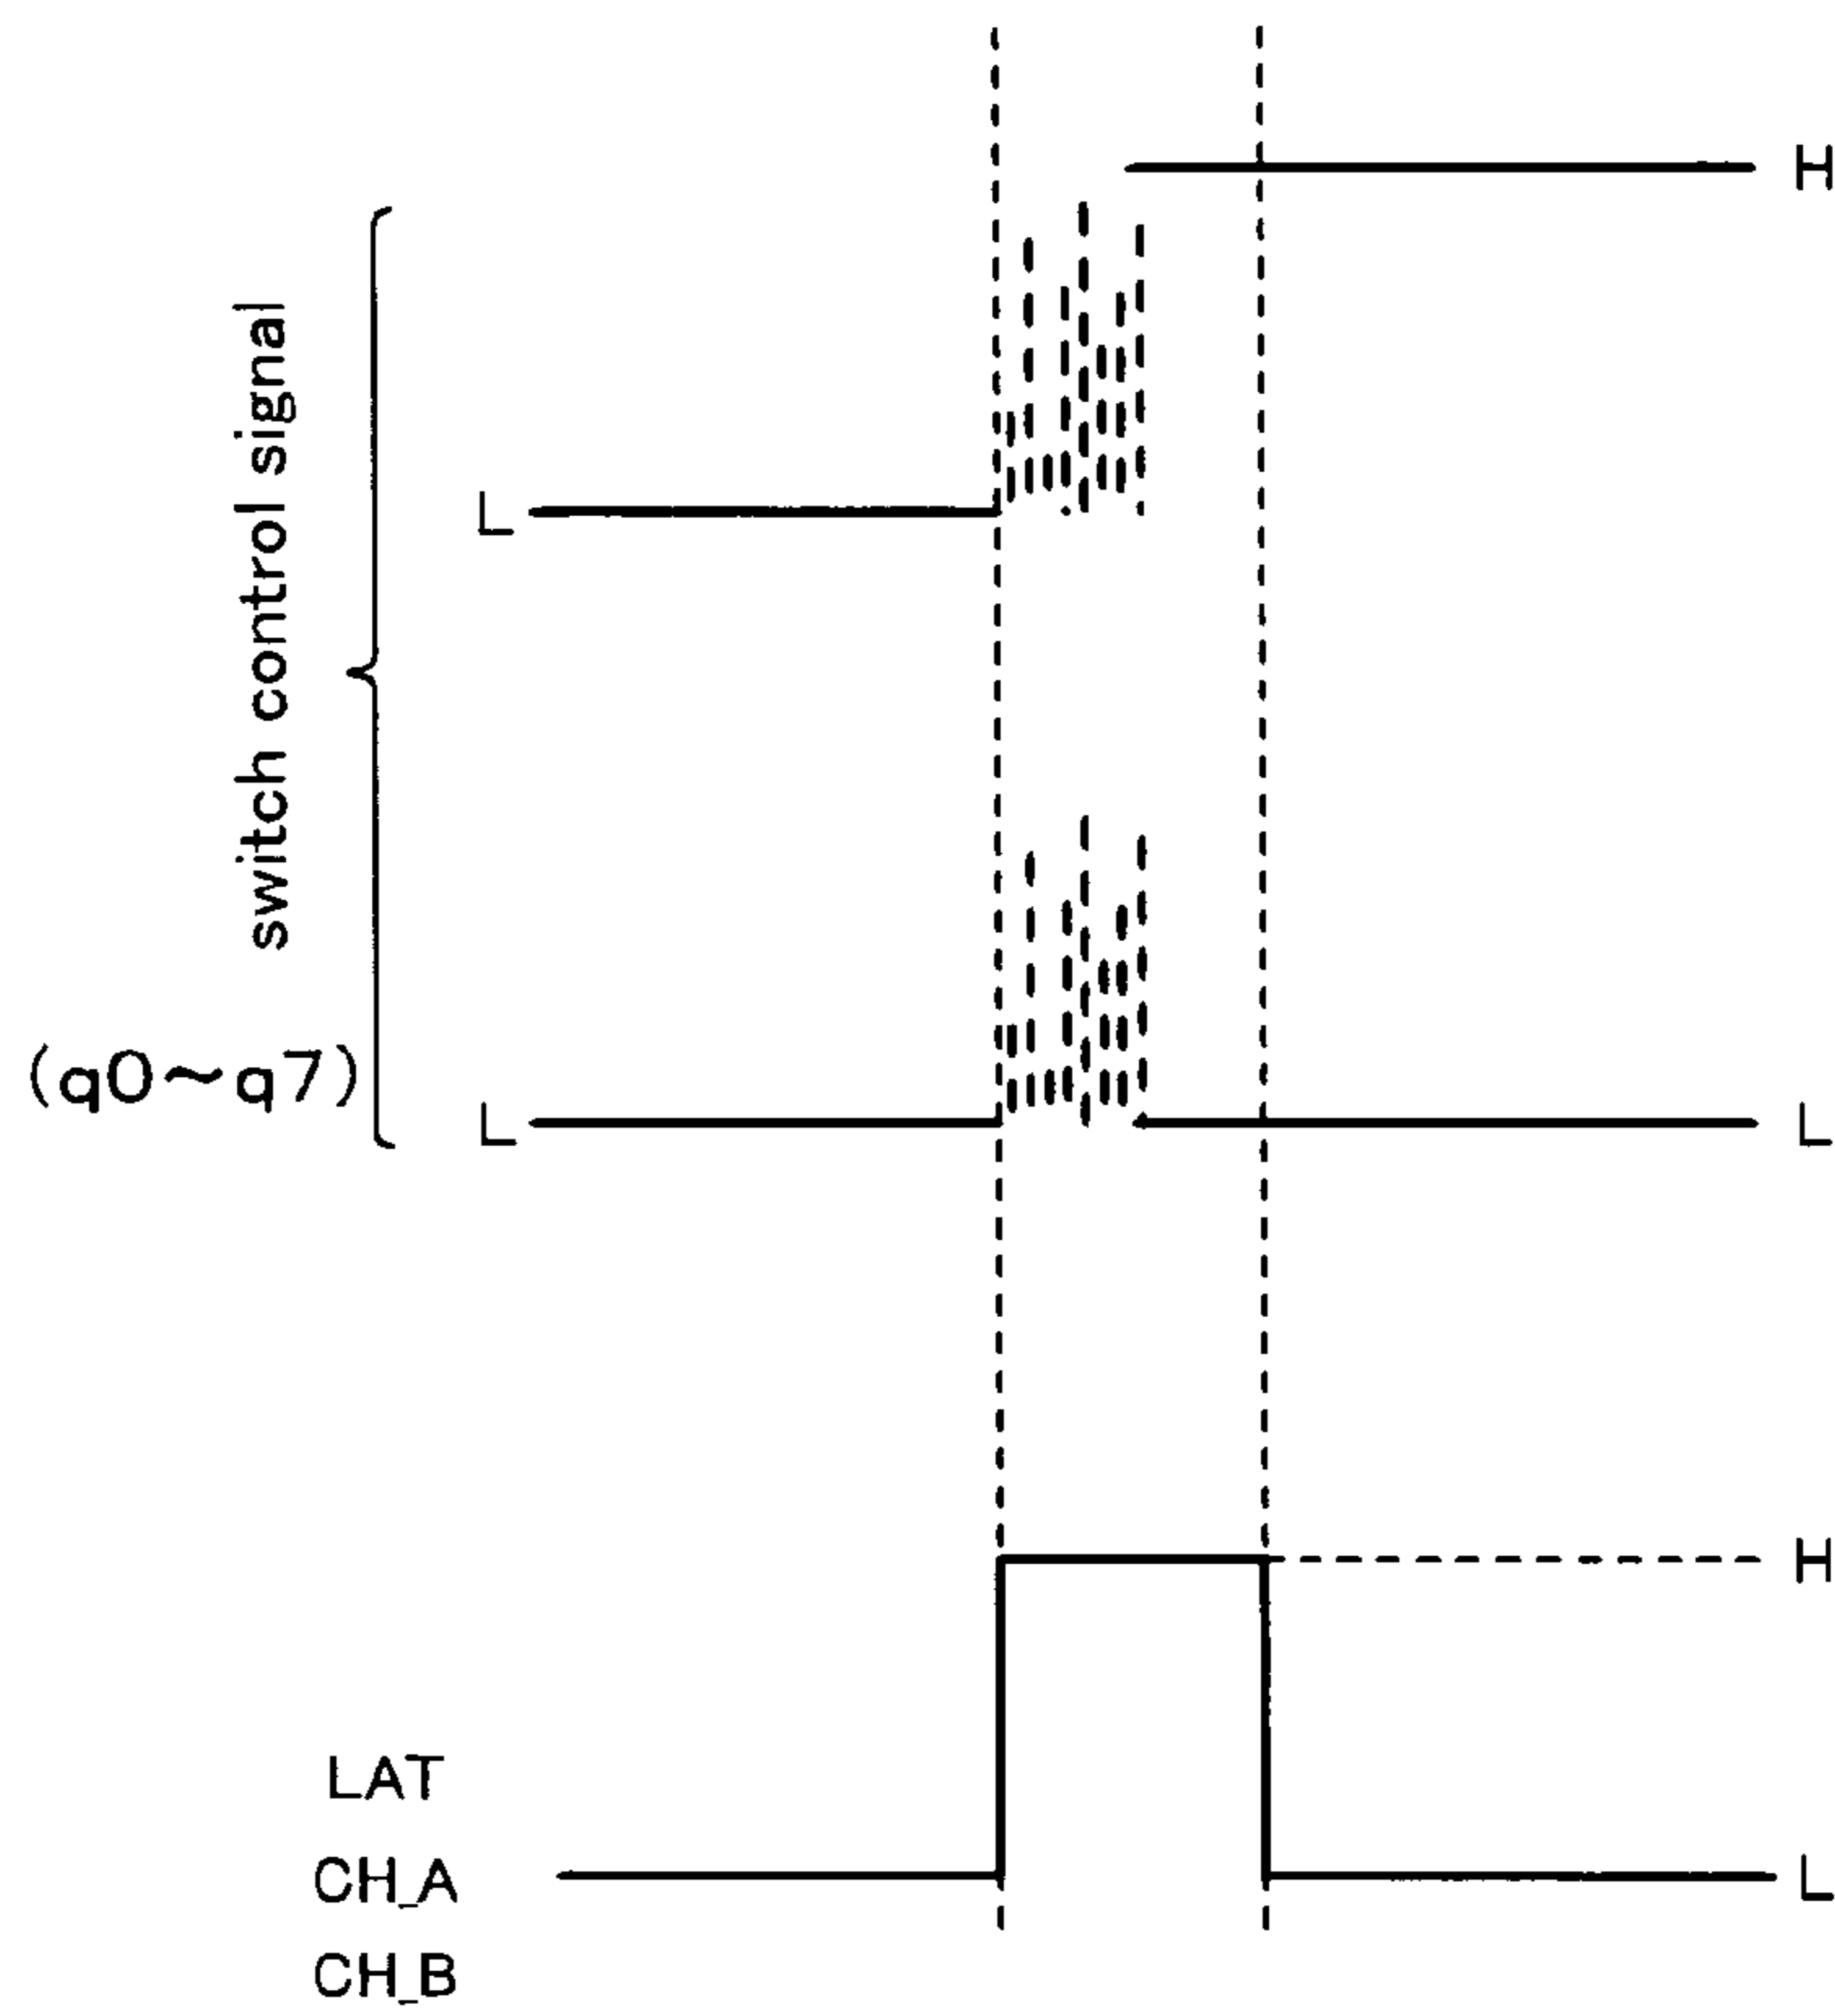 H
switch control signal
L
(q0~q7)
L
L
H
LAT
CH_A
L
CH_B